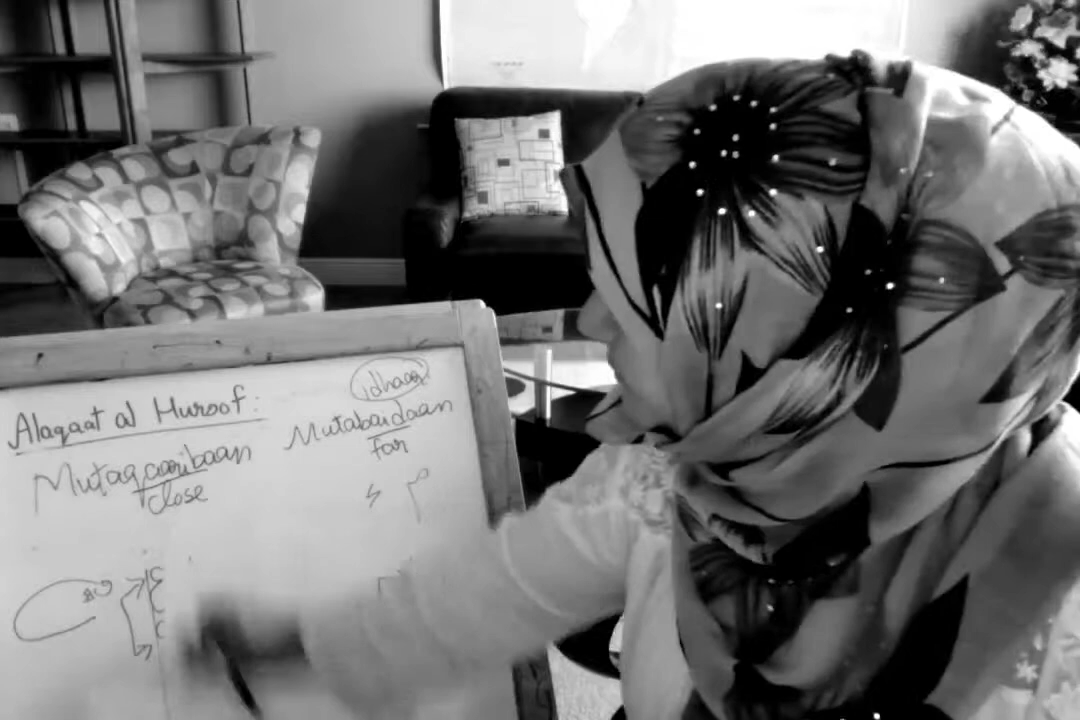 Alaqaat al Huroof:
idhaar
Mutaqaaribaan
close
Mutabaidaan
far
ء م